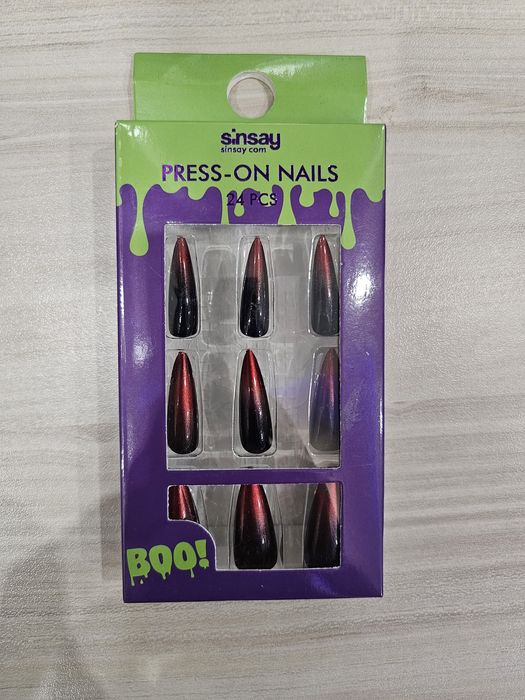 sinsay
sinsay com
PRESS-ON NAILS
24 PCS
BOO!